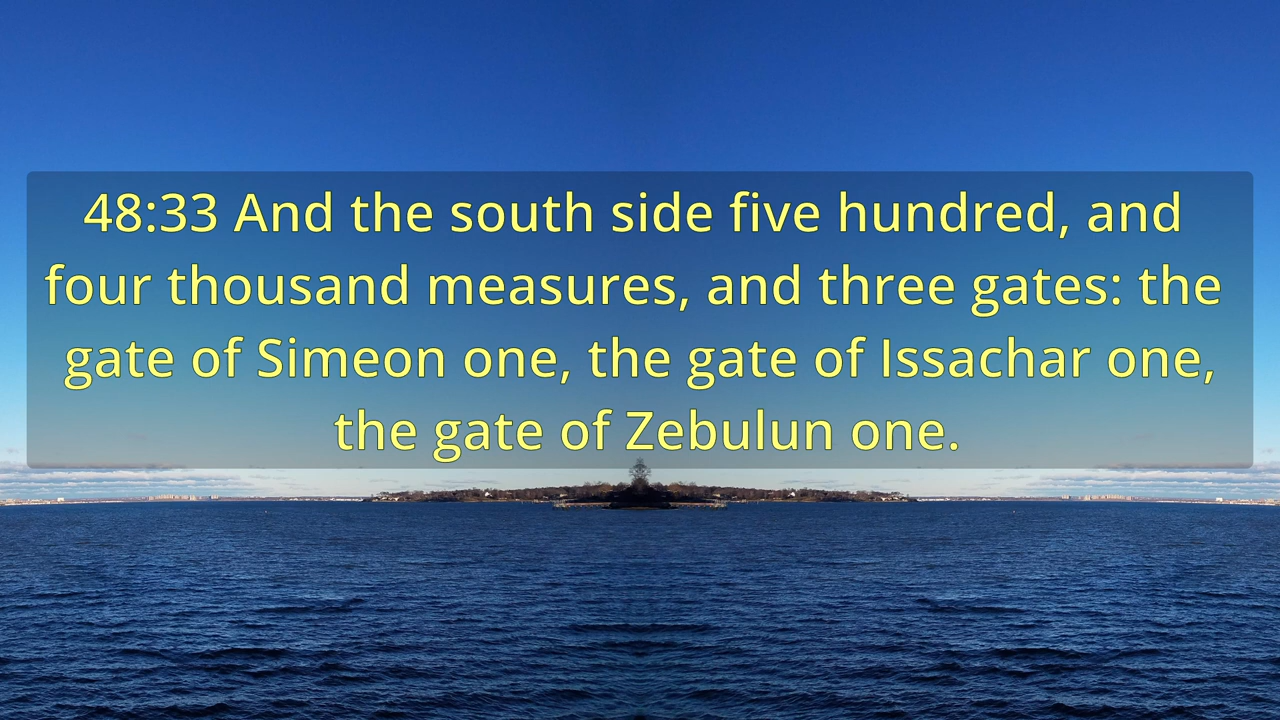 48:33 And the south side five hundred, and
four thousand measures, and three gates: the
gate of Simeon one, the gate of Issachar one,
the gate of Zebulun one.